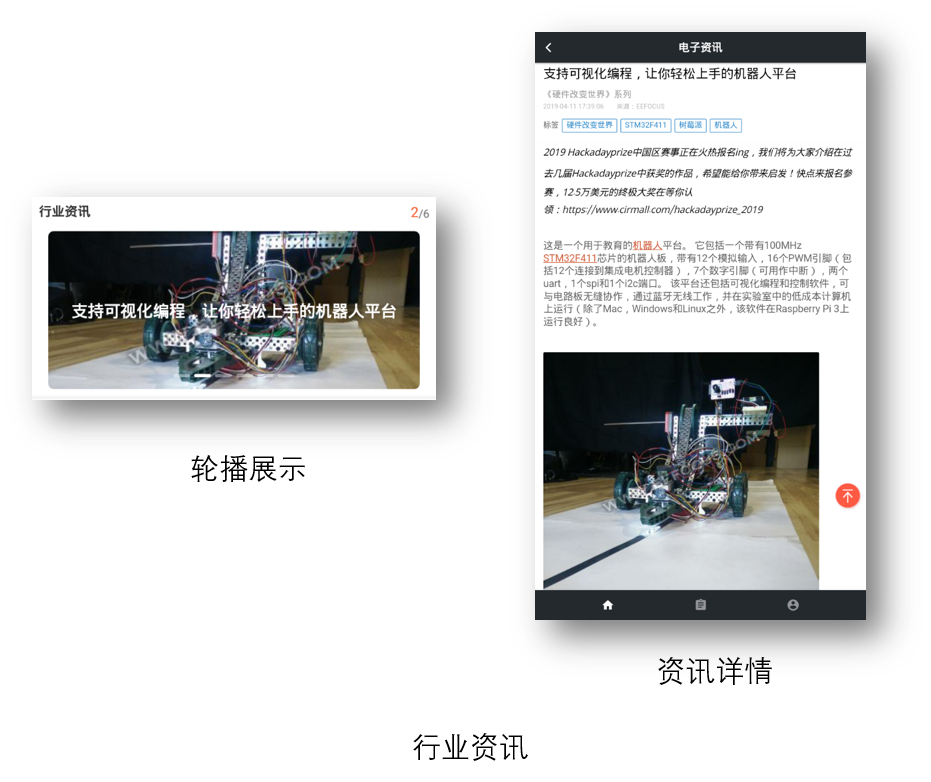 行业资讯
2/6
支持可视化编程，让你轻松上手的机器人平台
轮播展示
电子资讯
支持可视化编程，让你轻松上手的机器人平台
《硬件改变世界》系列
2019-04-11 17:39:06 来源：EEFOCUS
标签 硬件改变世界 STM32F411 树莓派 机器人
2019 Hackadayprize中国区赛事正在火热报名ing，我们将为大家介绍在过
去几届Hackadayprize中获奖的作品，希望能给你带来启发！快点来报名参
赛，12.5万美元的终极大奖在等你认
领：https://www.cirmall.com/hackadayprize_2019
这是一个用于教育的机器人平台。 它包括一个带有100MHz
STM32F411芯片的机器人板，带有12个模拟输入，16个PWM引脚（包
括12个连接到集成电机控制器），7个数字引脚（可用作中断），两个
uart，1个spi和1个i2c端口。 该平台还包括可视化编程和控制软件，可
与电路板无缝协作，通过蓝牙无线工作，并在实验室中的低成本计算机
上运行（除了Mac，Windows和Linux之外，该软件在Raspberry Pi 3上
运行良好）。
资讯详情
行业资讯